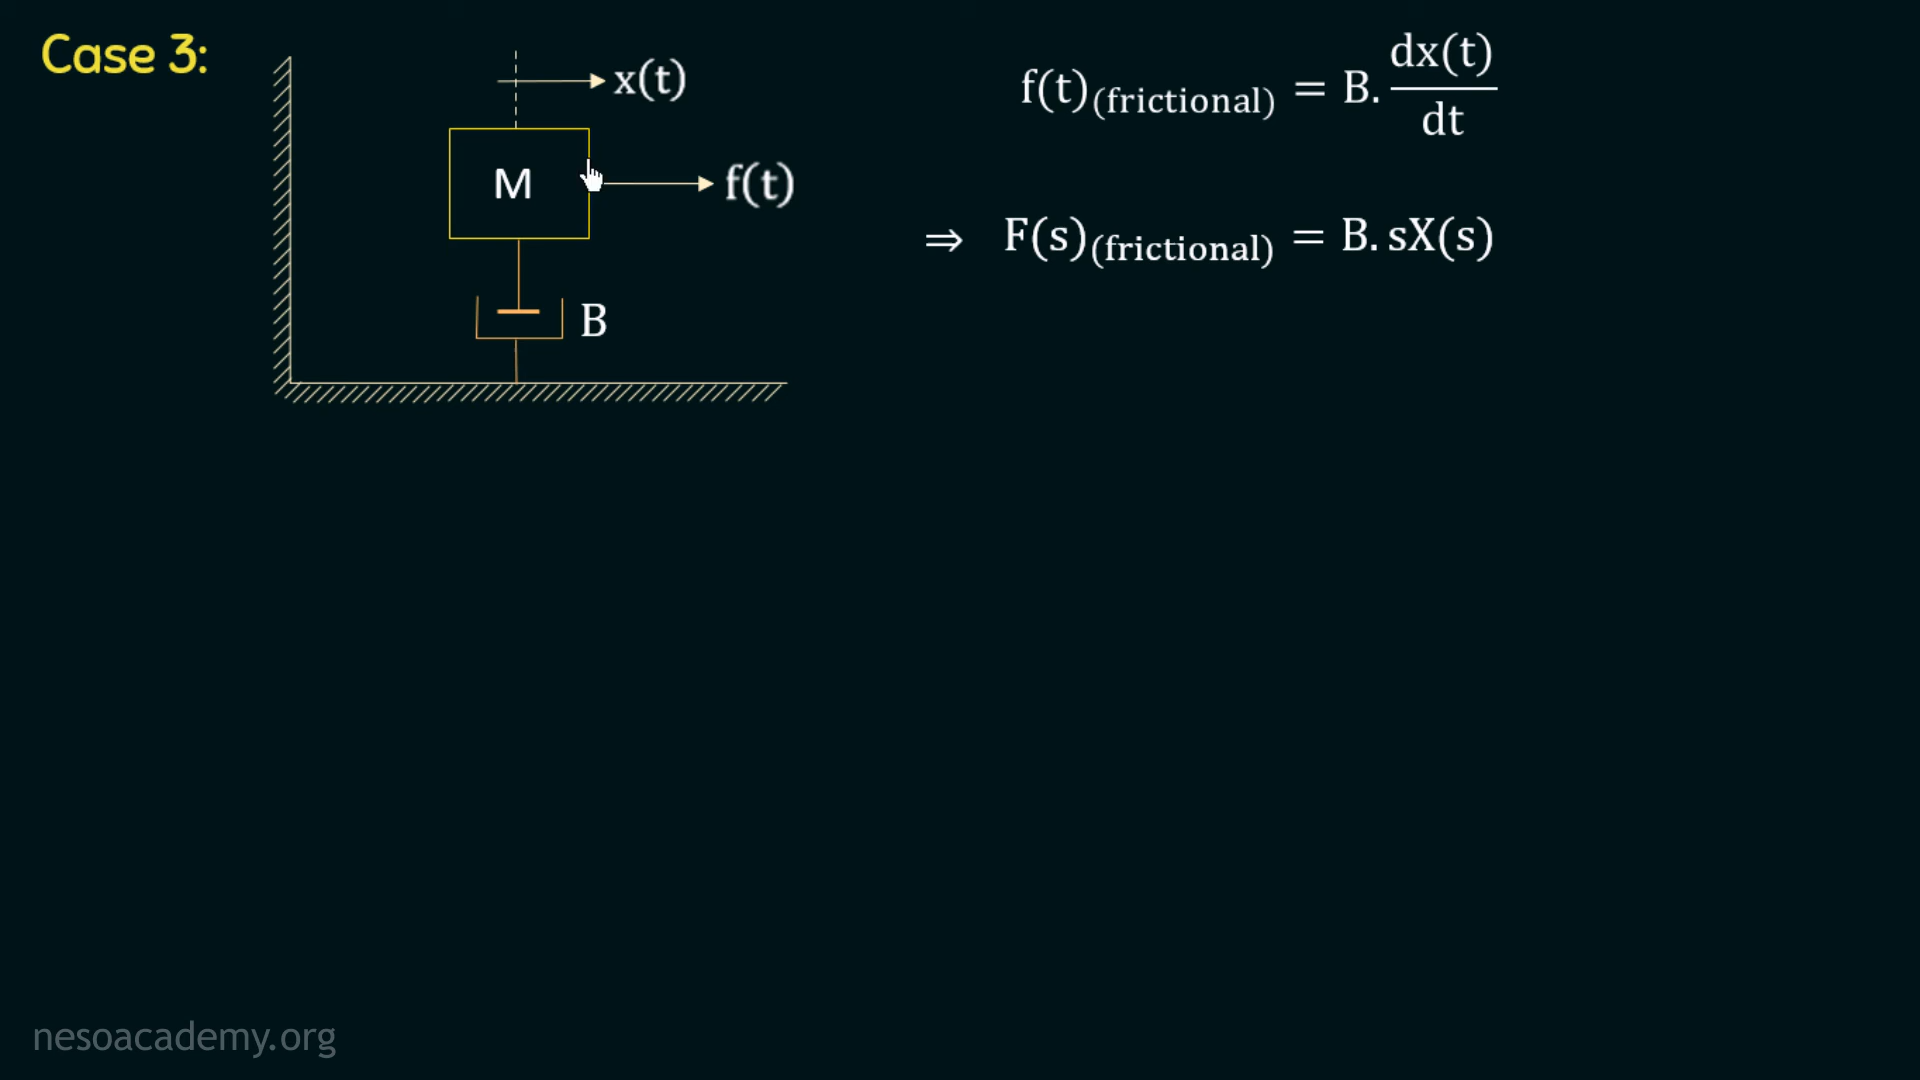 Case 3:
x(t)
M
f(t)
B
f(t)(frictional) = B. dx(t)/dt
⇒ F(s)(frictional) = B. sX(s)
nesoacademy.org